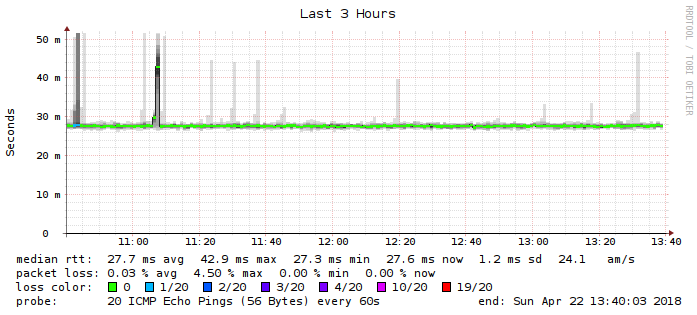 Last 3 Hours
RRDTOOL / TOBI OETIKER
Seconds
50 m
40 m
30 m
20 m
10 m
0
11:00 11:20 11:40 12:00 12:20 12:40 13:00 13:20 13:40
median rtt: 27.7 ms avg 42.9 ms max 27.3 ms min 27.6 ms now 1.2 ms sd 24.1 am/s
packet loss: 0.03 % avg 4.50 % max 0.00 % min 0.00 % now
loss color: 0 1/20 2/20 3/20 4/20 10/20 19/20
probe: 20 ICMP Echo Pings (56 Bytes) every 60s end: Sun Apr 22 13:40:03 2018